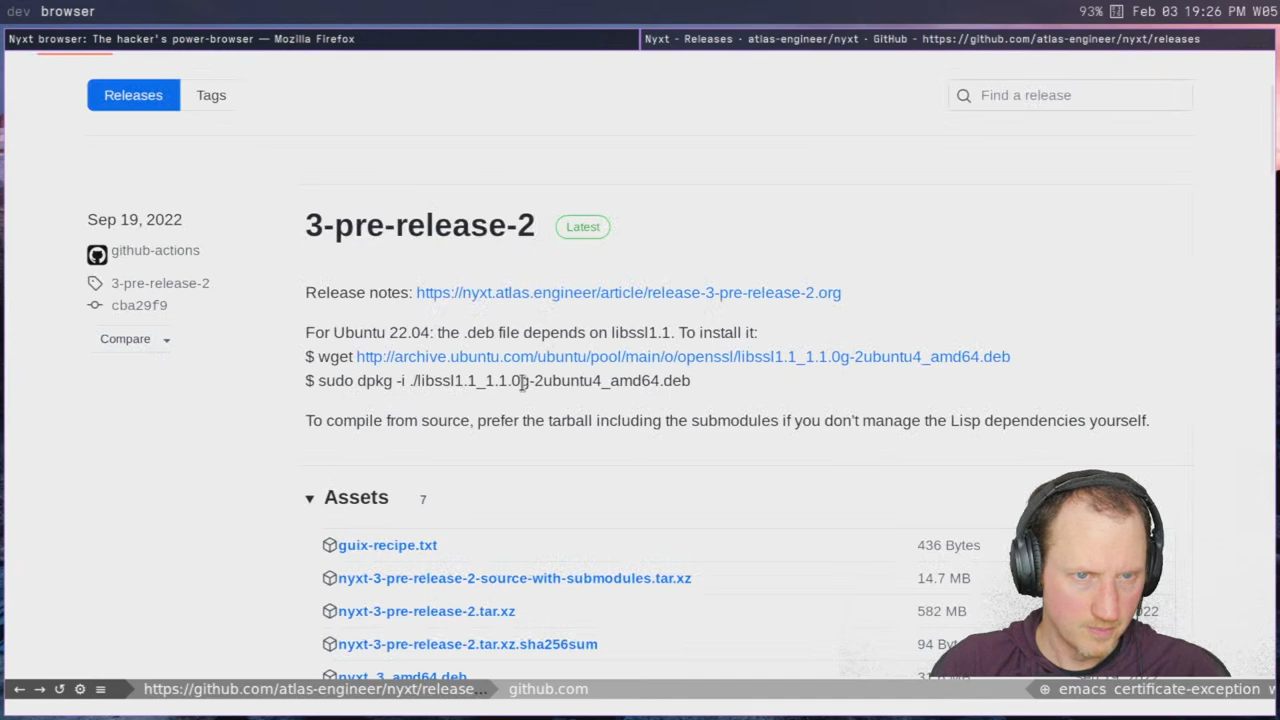 dev browser
93% Feb 03 19:26 PM W05
Nyxt browser: The hacker's power-browser — Mozilla Firefox
Nyxt - Releases · atlas-engineer/nyxt · GitHub - https://github.com/atlas-engineer/nyxt/releases
Releases
Tags
Find a release
Sep 19, 2022
github-actions
3-pre-release-2
cba29f9
Compare
3-pre-release-2 Latest
Release notes: https://nyxt.atlas.engineer/article/release-3-pre-release-2.org
For Ubuntu 22.04: the .deb file depends on libssl1.1. To install it:
$ wget http://archive.ubuntu.com/ubuntu/pool/main/o/openssl/libssl1.1_1.1.0g-2ubuntu4_amd64.deb
$ sudo dpkg -i ./libssl1.1_1.1.0g-2ubuntu4_amd64.deb
To compile from source, prefer the tarball including the submodules if you don't manage the Lisp dependencies yourself.
Assets 7
guix-recipe.txt 436 Bytes
nyxt-3-pre-release-2-source-with-submodules.tar.xz 14.7 MB
nyxt-3-pre-release-2.tar.xz 582 MB
nyxt-3-pre-release-2.tar.xz.sha256sum 94
nyxt_3_amd64.deb
https://github.com/atlas-engineer/nyxt/release... github.com
emacs certificate-exception